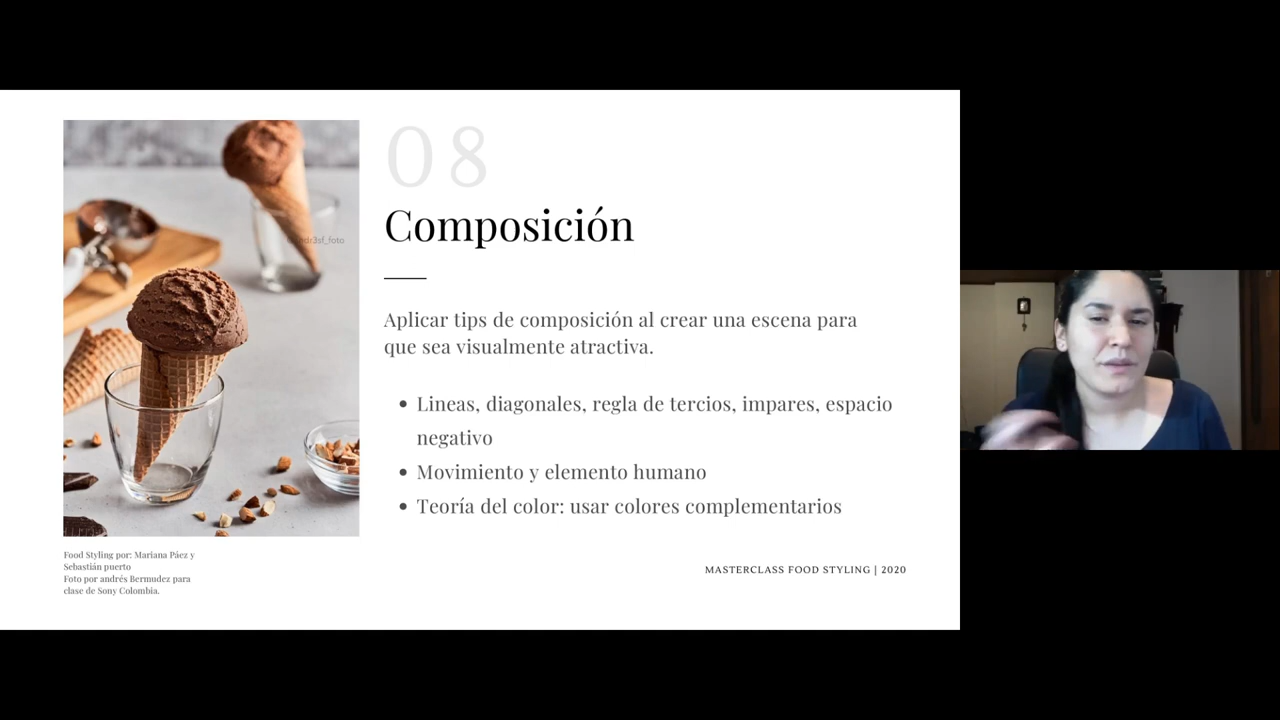 08
Composición
Aplicar tips de composición al crear una escena para
que sea visualmente atractiva.
Lineas, diagonales, regla de tercios, impares, espacio
negativo
Movimiento y elemento humano
Teoría del color: usar colores complementarios
Food Styling por: Mariana Páez y
Sebastián puerto
Foto por andrés Bermudez para
clase de Sony Colombia.
MASTERCLASS FOOD STYLING | 2020